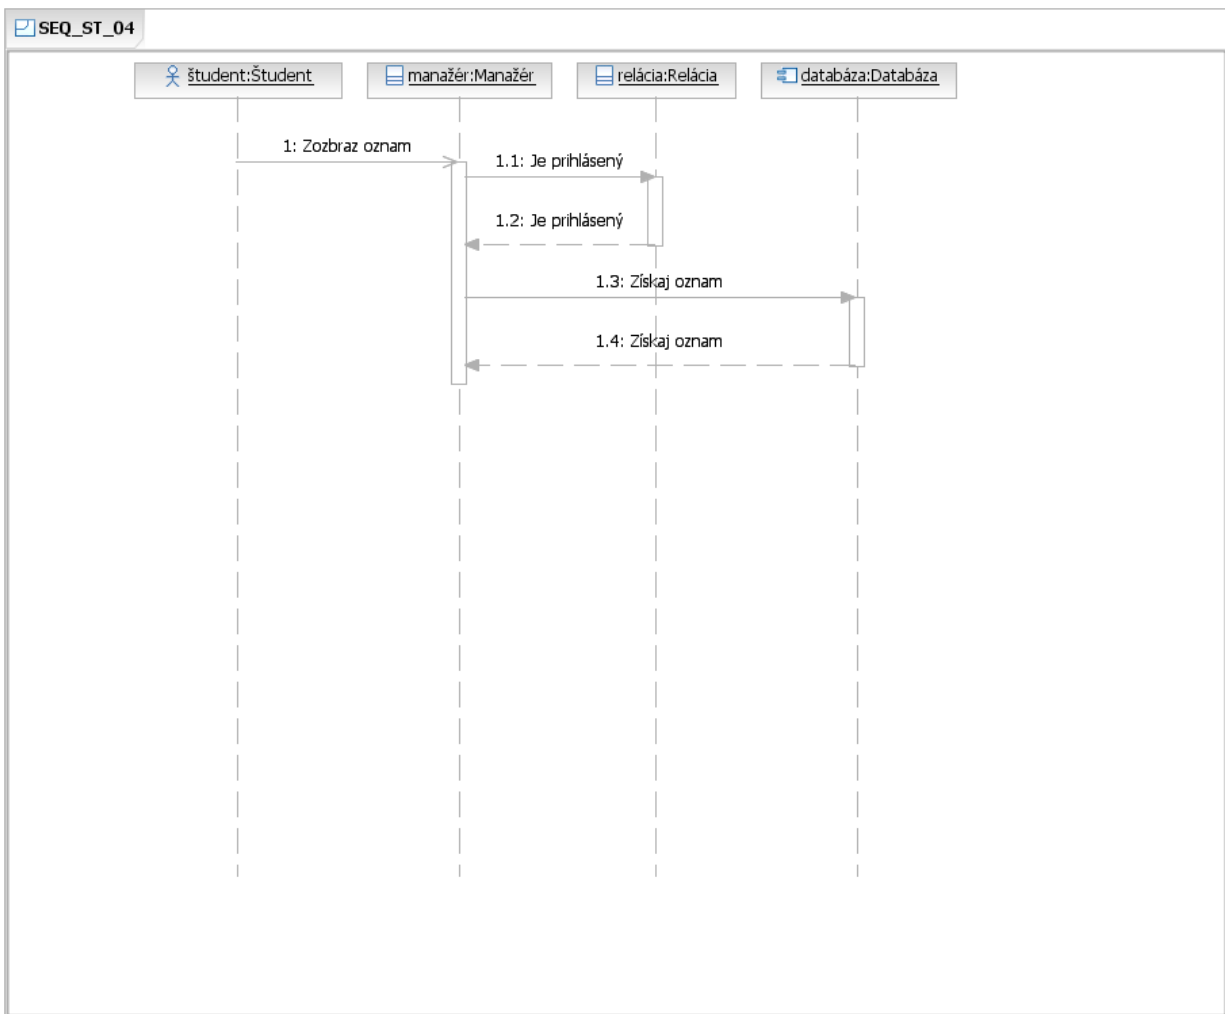 SEQ_ST_04
študent:Študent
manažér:Manažér
relácia:Relácia
databáza:Databáza
1: Zozbraz oznam
1.1: Je prihlásený
1.2: Je prihlásený
1.3: Získaj oznam
1.4: Získaj oznam